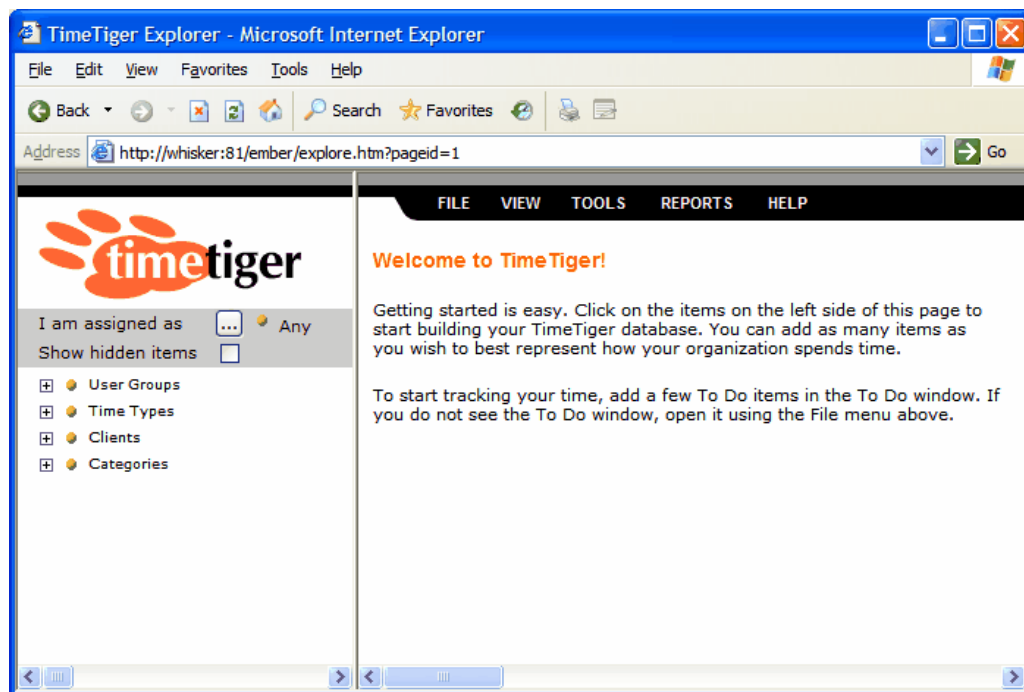 TimeTiger Explorer - Microsoft Internet Explorer
File Edit View Favorites Tools Help
Back Search Favorites
Address http://whisker:81/ember/explore.htm?pageid=1 Go
FILE VIEW TOOLS REPORTS HELP
timetiger
I am assigned as ... Any
Show hidden items
User Groups
Time Types
Clients
Categories
Welcome to TimeTiger!
Getting started is easy. Click on the items on the left side of this page to
start building your TimeTiger database. You can add as many items as
you wish to best represent how your organization spends time.
To start tracking your time, add a few To Do items in the To Do window. If
you do not see the To Do window, open it using the File menu above.